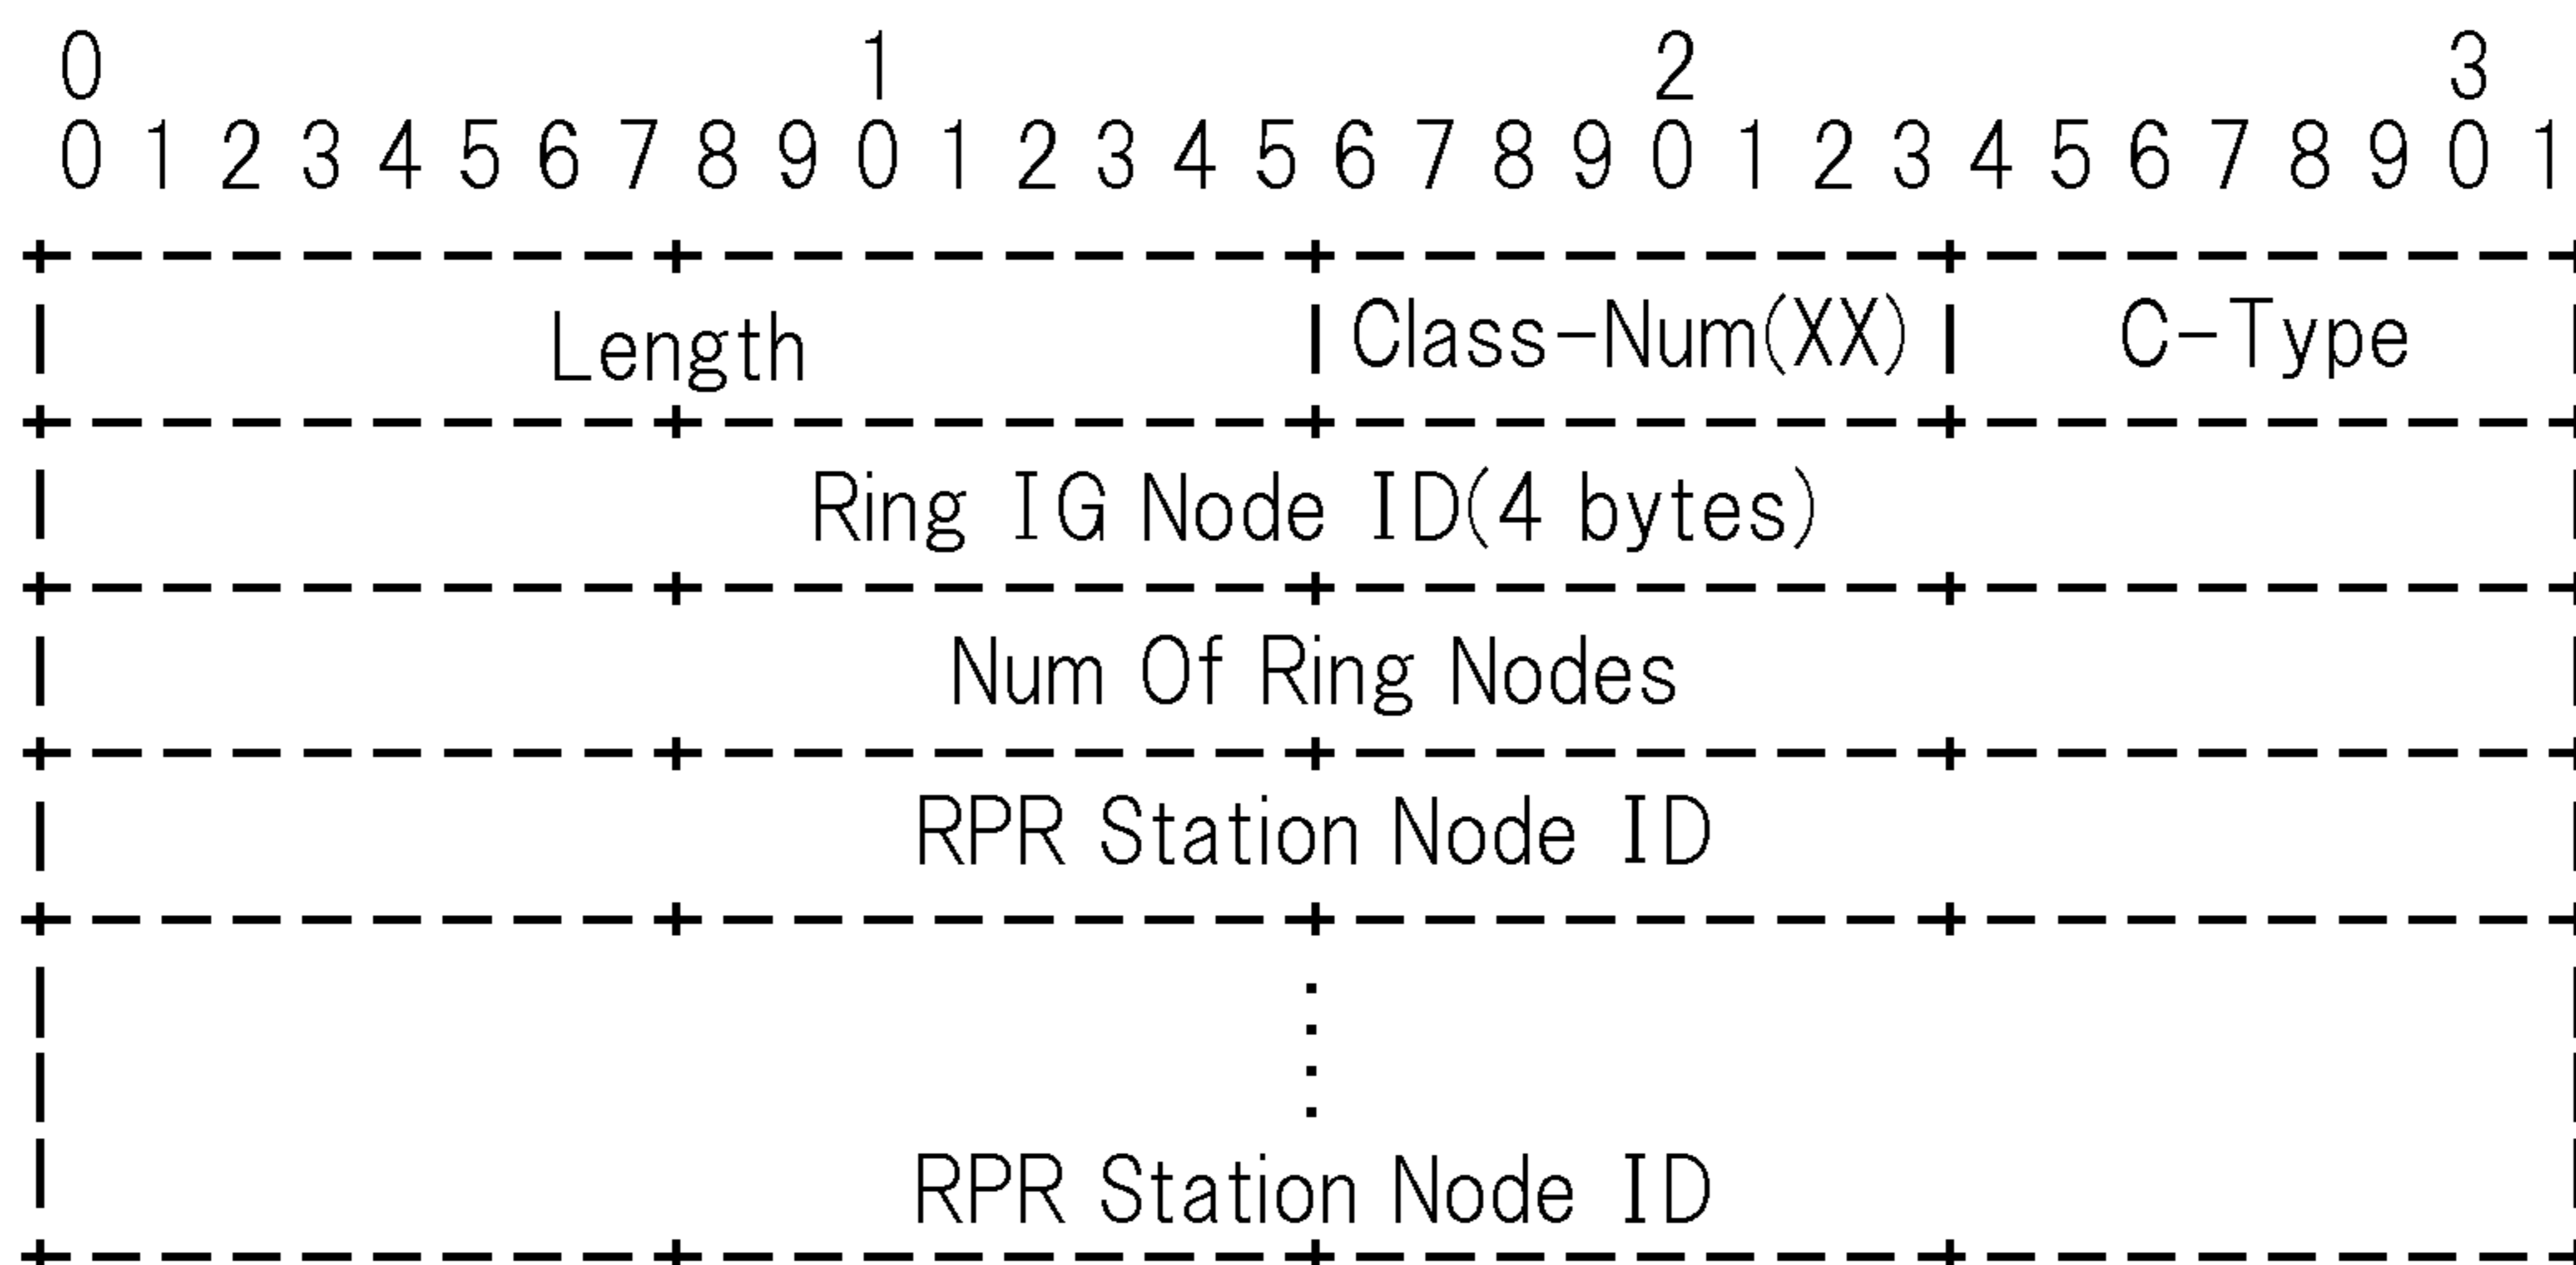 0 1 2 3
0 1 2 3 4 5 6 7 8 9 0 1 2 3 4 5 6 7 8 9 0 1 2 3 4 5 6 7 8 9 0 1
Length Class-Num(XX) C-Type
Ring IG Node ID(4 bytes)
Num Of Ring Nodes
RPR Station Node ID
RPR Station Node ID